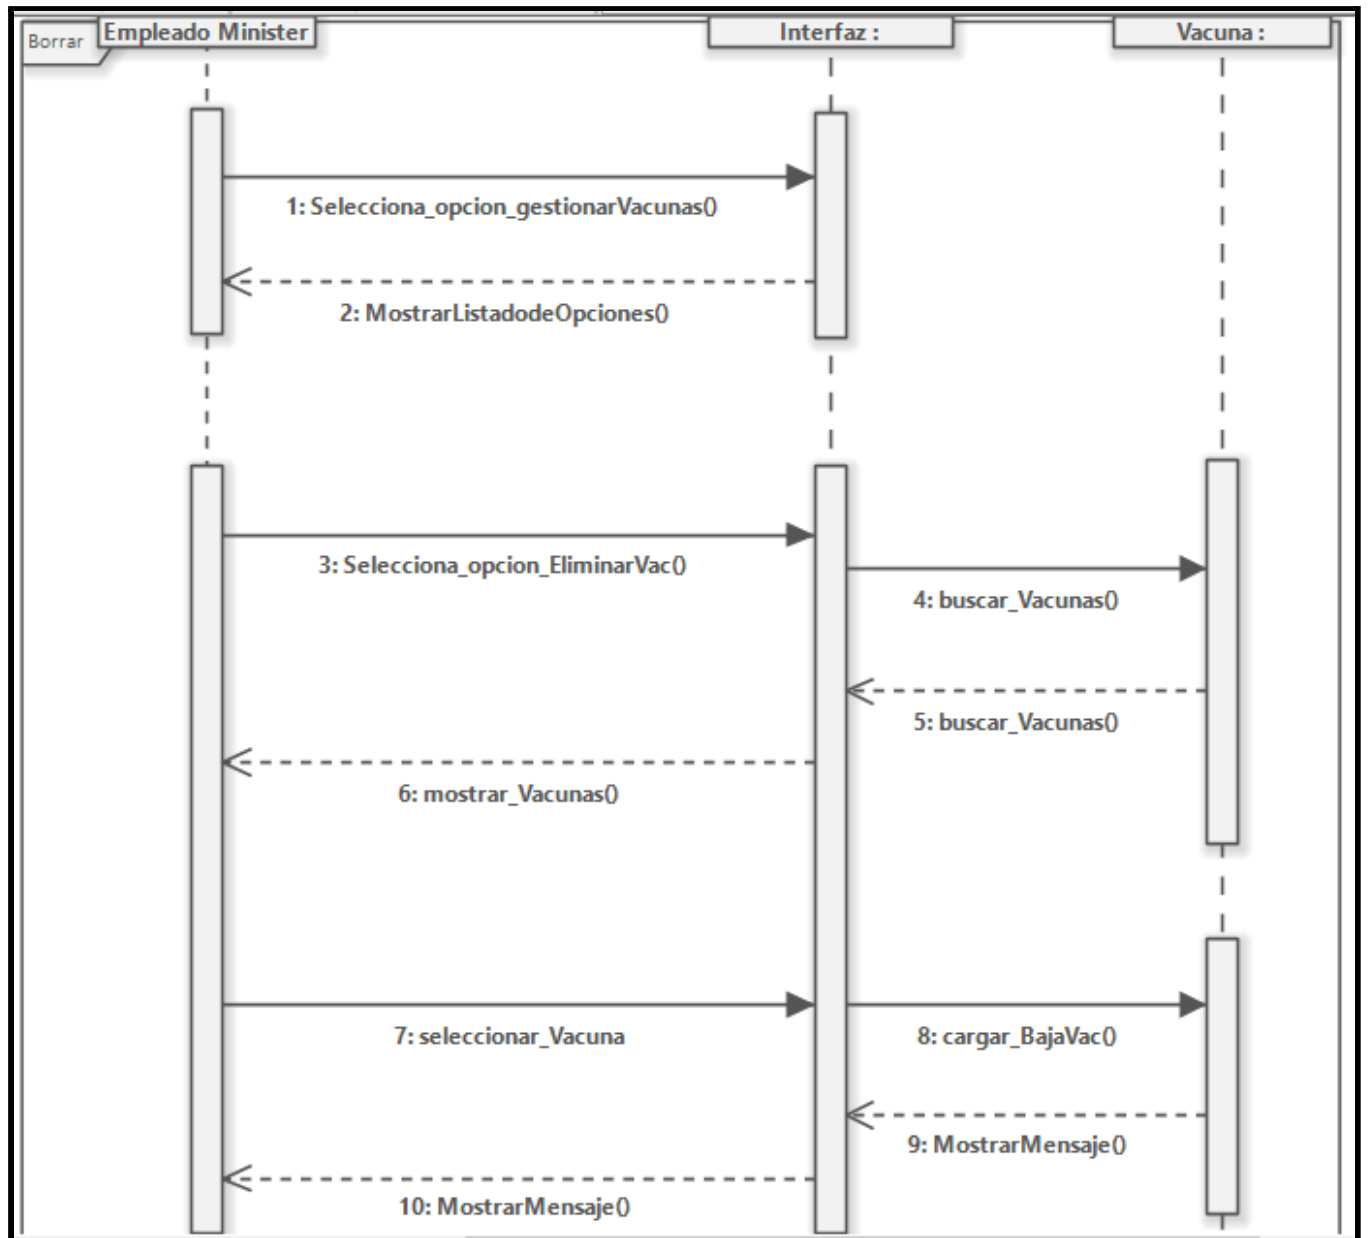 Borrar
Empleado Minister
Interfaz :
Vacuna :
1: Selecciona_opcion_gestionarVacunas()
2: MostrarListadodeOpciones()
3: Selecciona_opcion_EliminarVac()
4: buscar_Vacunas()
5: buscar_Vacunas()
6: mostrar_Vacunas()
7: seleccionar_Vacuna
8: cargar_BajaVac()
9: MostrarMensaje()
10: MostrarMensaje()